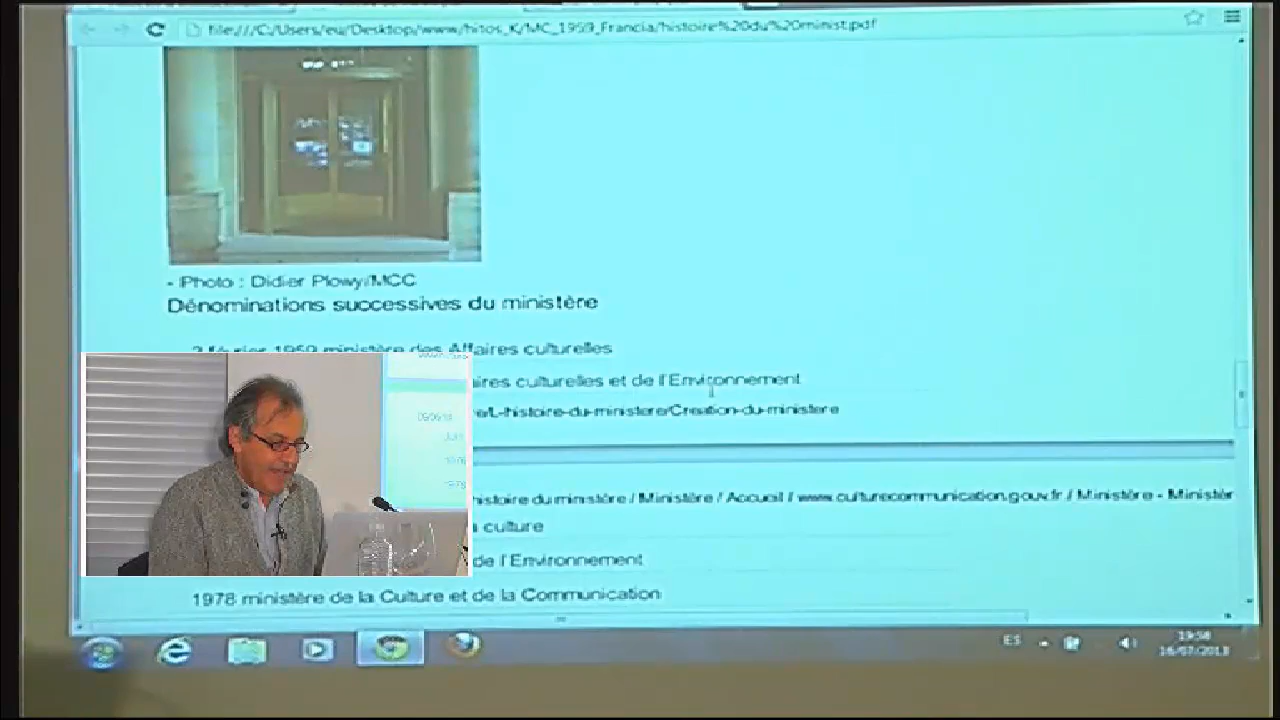 file:///C:/Users/eu/Desktop/www/hitos_K/MC_1959_Francia/histoire%20du%20minist.pdf
- Photo : Didier Plowy/MCC
Dénominations successives du ministère
1959 ministère des Affaires culturelles
aires culturelles et de l'Environnement
e/L-histoire-du-ministere/Creation-du-ministere
histoire du ministère / Ministère / Accueil / www.culturecommunication.gouv.fr / Ministère - Ministèr
a culture
de l'Environnement
1978 ministère de la Culture et de la Communication
ES
19:58
16/07/2013